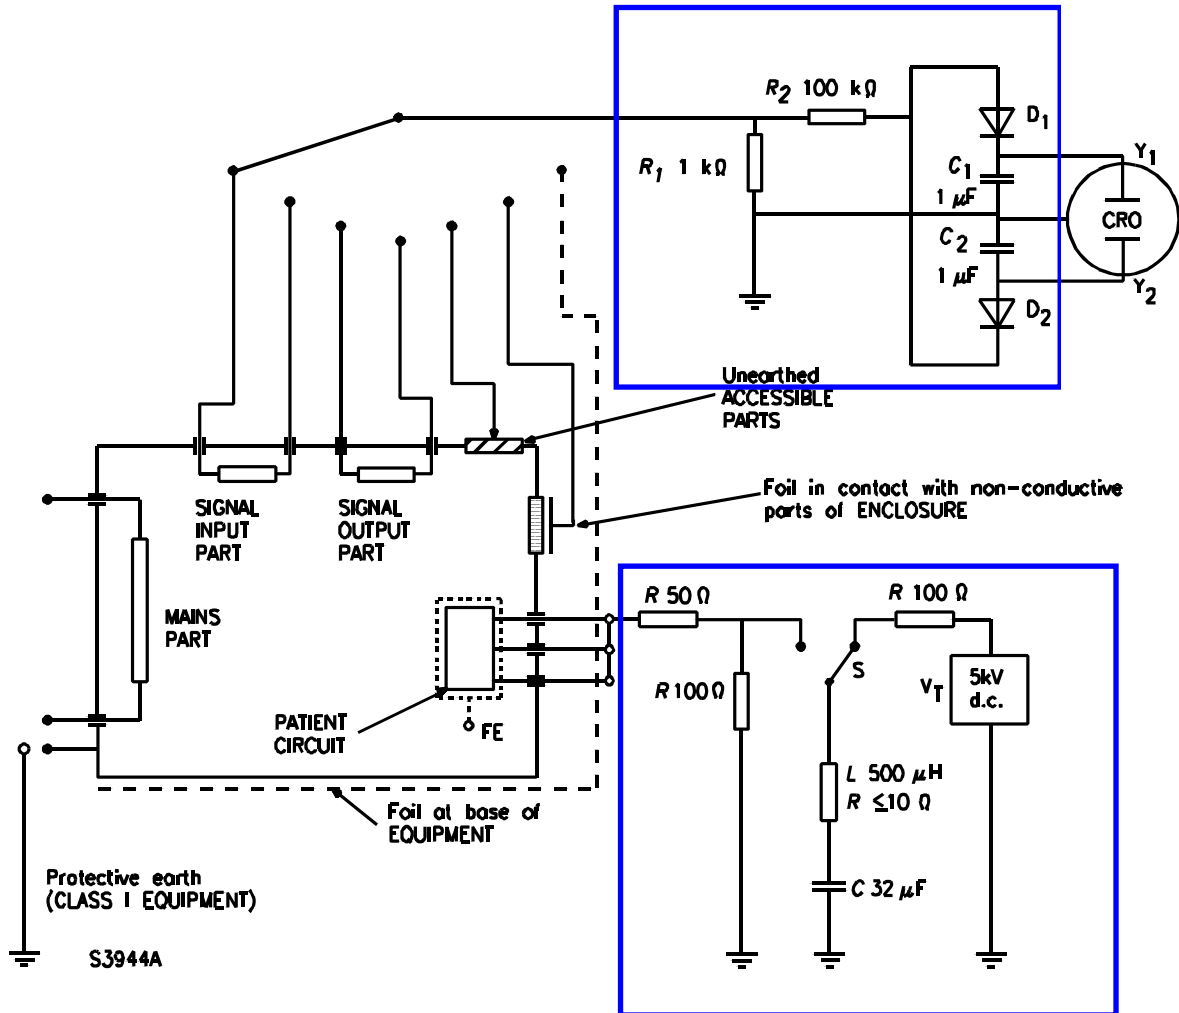 R2 100 kΩ
D1
R1 1 kΩ
C1
1 μF
Y1
CRO
C2
1 μF
Y2
D2
Unearthed
ACCESSIBLE
PARTS
Foil in contact with non-conductive
parts of ENCLOSURE
SIGNAL
INPUT
PART
SIGNAL
OUTPUT
PART
MAINS
PART
R 50 Ω
R 100 Ω
S
R 100 Ω
VT
5kV
d.c.
PATIENT
CIRCUIT
FE
L 500 μH
R ≤10 Ω
Foil at base of
EQUIPMENT
C 32 μF
Protective earth
(CLASS I EQUIPMENT)
S3944A